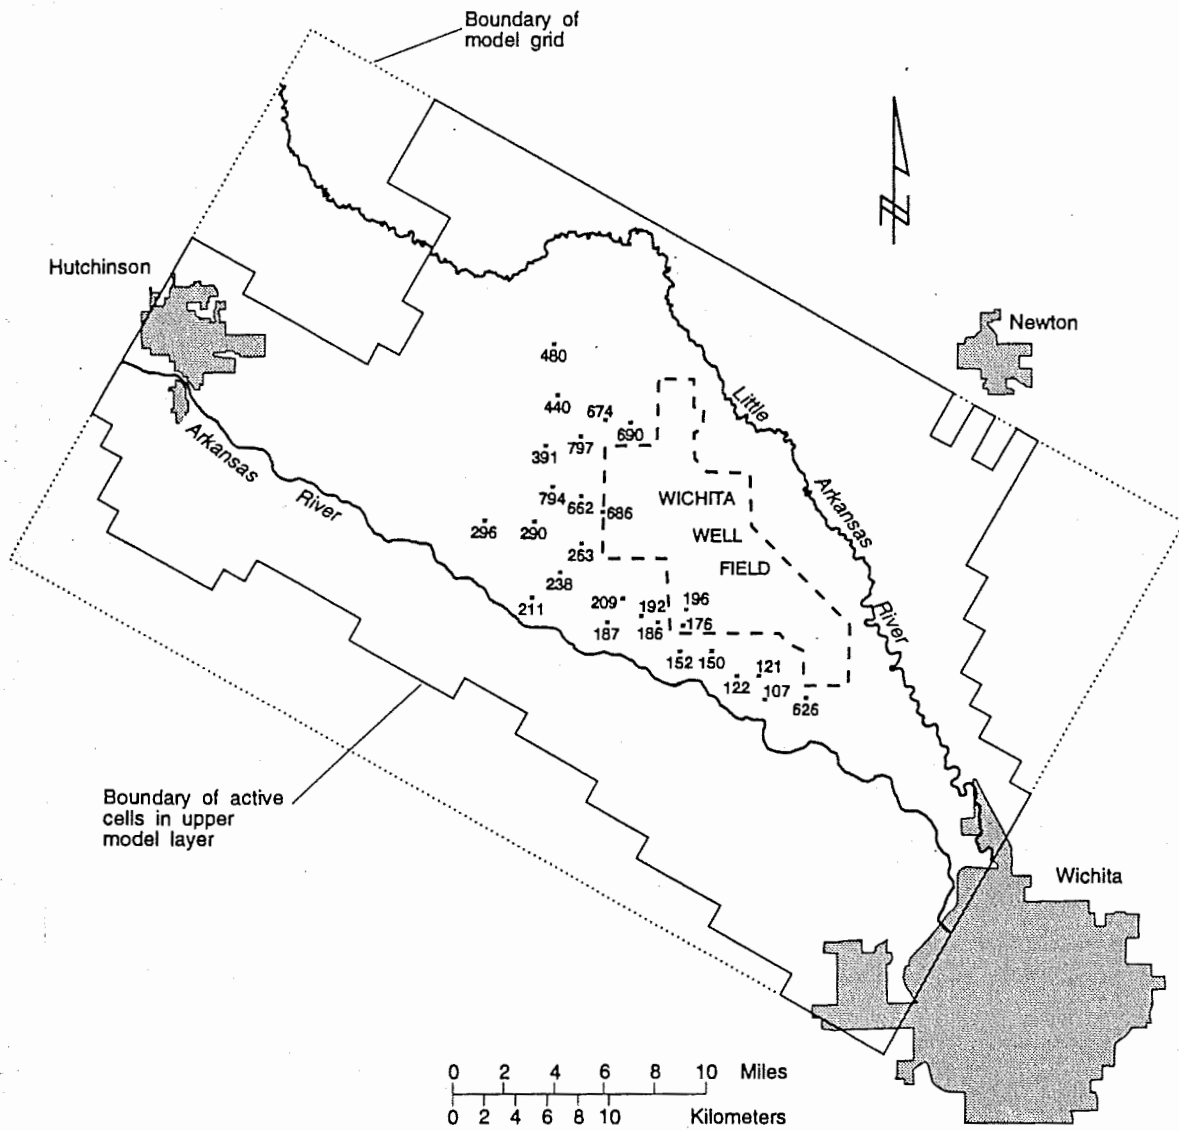 Boundary of
model grid
Hutchinson
Newton
480
Little
440
674
690
797
391
Arkansas
River
794
662
686
WICHITA
Arkansas
296
290
WELL
253
FIELD
238
211
209
192
196
River
187
186
176
152
150
121
122
107
626
Boundary of active
cells in upper
model layer
Wichita
N
0 2 4 6 8 10 Miles
0 2 4 6 8 10 Kilometers